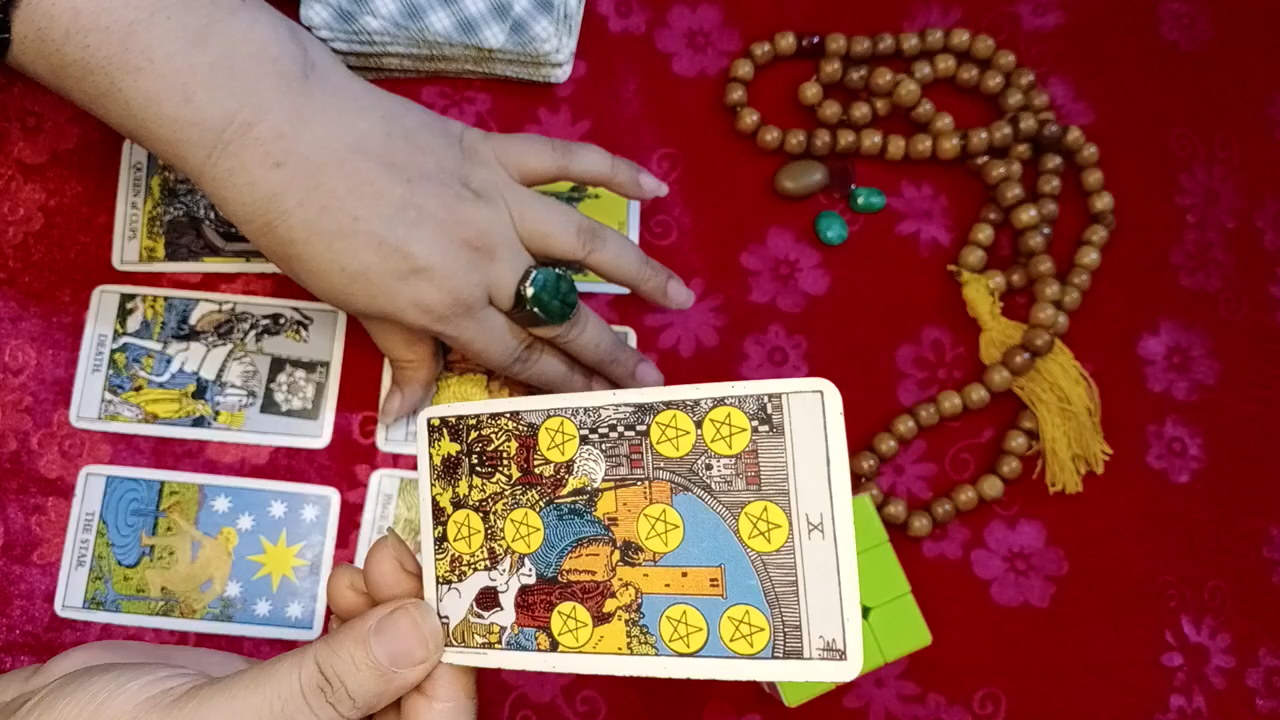 QUEEN of CUPS.
DEATH.
THE STAR.
X